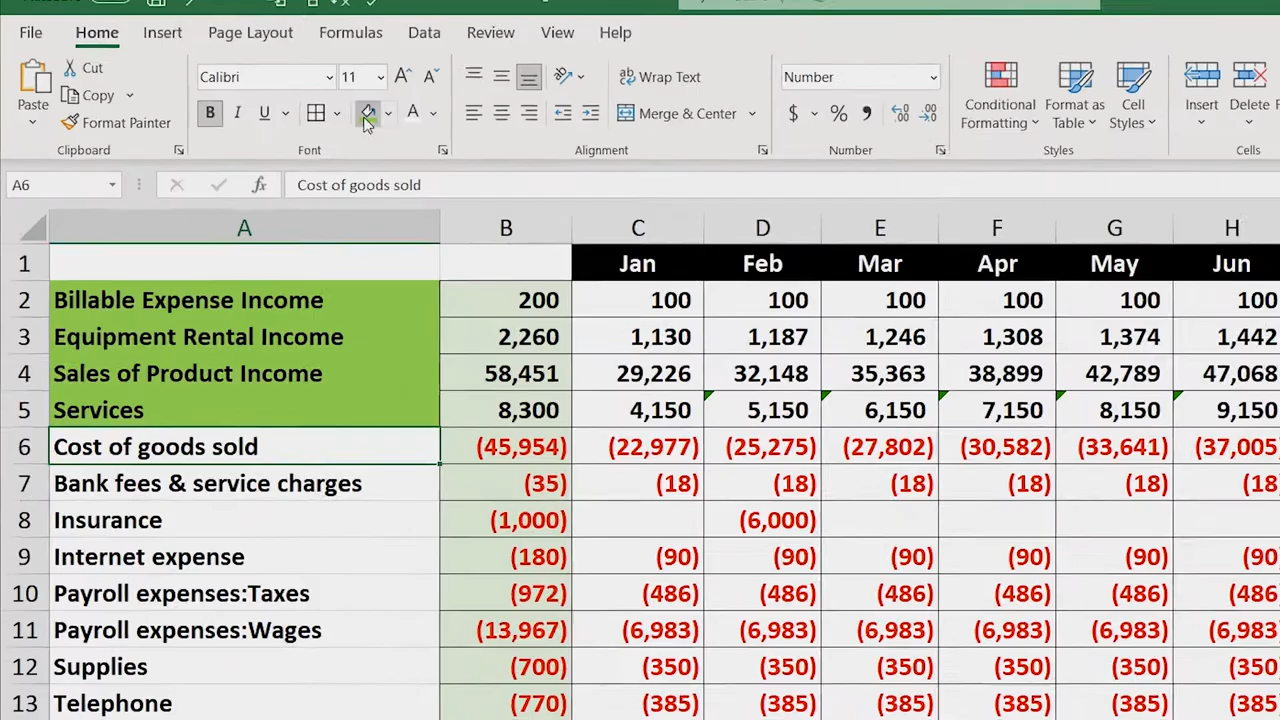 File Home Insert Page Layout Formulas Data Review View Help
Paste
Cut
Copy
Format Painter
Clipboard
Calibri 11 A A
B I U A
Font
Wrap Text
Merge & Center
Alignment
Number
$ % ,
Number
Conditional Formatting
Format as Table
Cell Styles
Styles
Insert Delete
Cells
A6 fx Cost of goods sold
A B C D E F G H
1 Jan Feb Mar Apr May Jun
2 Billable Expense Income 200 100 100 100 100 100 100
3 Equipment Rental Income 2,260 1,130 1,187 1,246 1,308 1,374 1,442
4 Sales of Product Income 58,451 29,226 32,148 35,363 38,899 42,789 47,068
5 Services 8,300 4,150 5,150 6,150 7,150 8,150 9,150
6 Cost of goods sold (45,954) (22,977) (25,275) (27,802) (30,582) (33,641) (37,005)
7 Bank fees & service charges (35) (18) (18) (18) (18) (18) (18
8 Insurance (1,000) (6,000)
9 Internet expense (180) (90) (90) (90) (90) (90) (90
10 Payroll expenses:Taxes (972) (486) (486) (486) (486) (486) (486
11 Payroll expenses:Wages (13,967) (6,983) (6,983) (6,983) (6,983) (6,983) (6,983
12 Supplies (700) (350) (350) (350) (350) (350) (350
13 Telephone (770) (385) (385) (385) (385) (385) (385